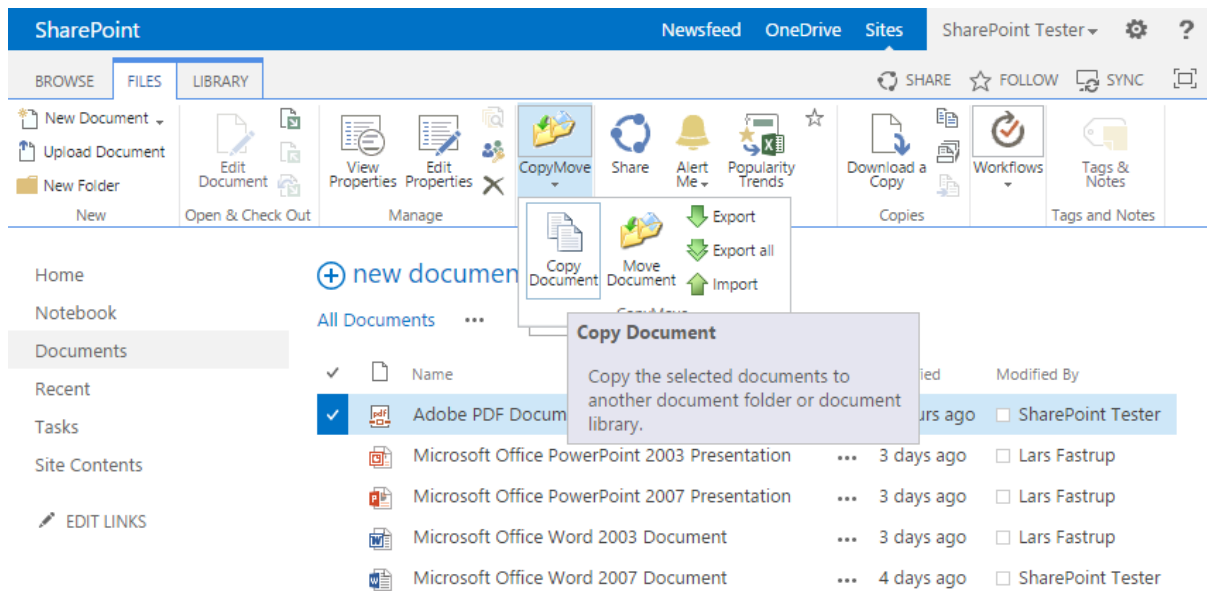 SharePoint
Newsfeed OneDrive Sites SharePoint Tester ?
BROWSE FILES LIBRARY SHARE FOLLOW SYNC
New Document
Upload Document
New Folder
New
Edit
Document
Open & Check Out
View
Properties
Edit
Properties
Manage
CopyMove
Share
Alert
Me
Popularity
Trends
Download a
Copy
Copies
Workflows
Tags &
Notes
Tags and Notes
Copy
Document
Move
Document
Export
Export all
Import
Copy Document
Copy the selected documents to
another document folder or document
library.
Home
Notebook
Documents
Recent
Tasks
Site Contents
EDIT LINKS
new documen
All Documents ...
Name Modified By
Adobe PDF Docum ago SharePoint Tester
Microsoft Office PowerPoint 2003 Presentation ... 3 days ago Lars Fastrup
Microsoft Office PowerPoint 2007 Presentation ... 3 days ago Lars Fastrup
Microsoft Office Word 2003 Document ... 3 days ago Lars Fastrup
Microsoft Office Word 2007 Document ... 4 days ago SharePoint Tester